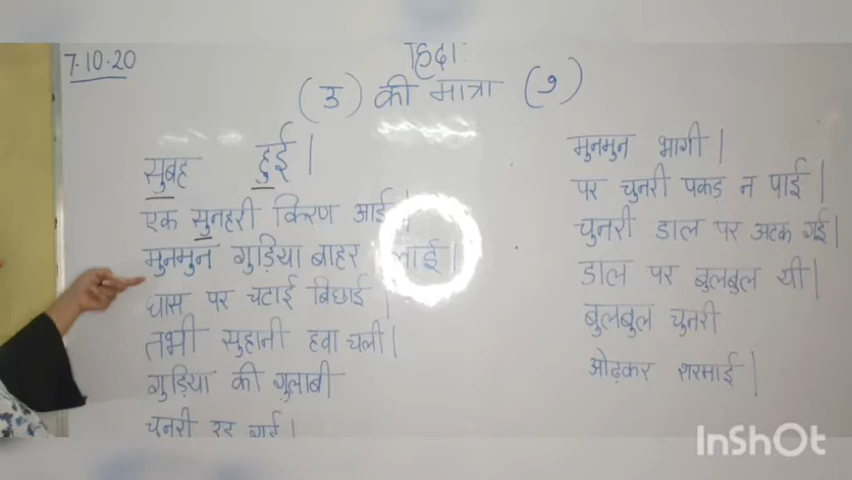 7-10-20
हिंदी
(उ) की मात्रा ( ु)
सुबह हुई।
एक सुनहरी किरण आई।
मुनमुन गुड़िया बाहर लाई।
घास पर चटाई बिछाई।
तभी सुहानी हवा चली।
गुड़िया की गुलाबी
चुनरी गई।
मुनमुन भागी।
पर चुनरी पकड़ न पाई।
चुनरी डाल पर अटक गई।
डाल पर बुलबुल थी।
बुलबुल चुनरी
ओढ़कर शरमाई।
InShOt